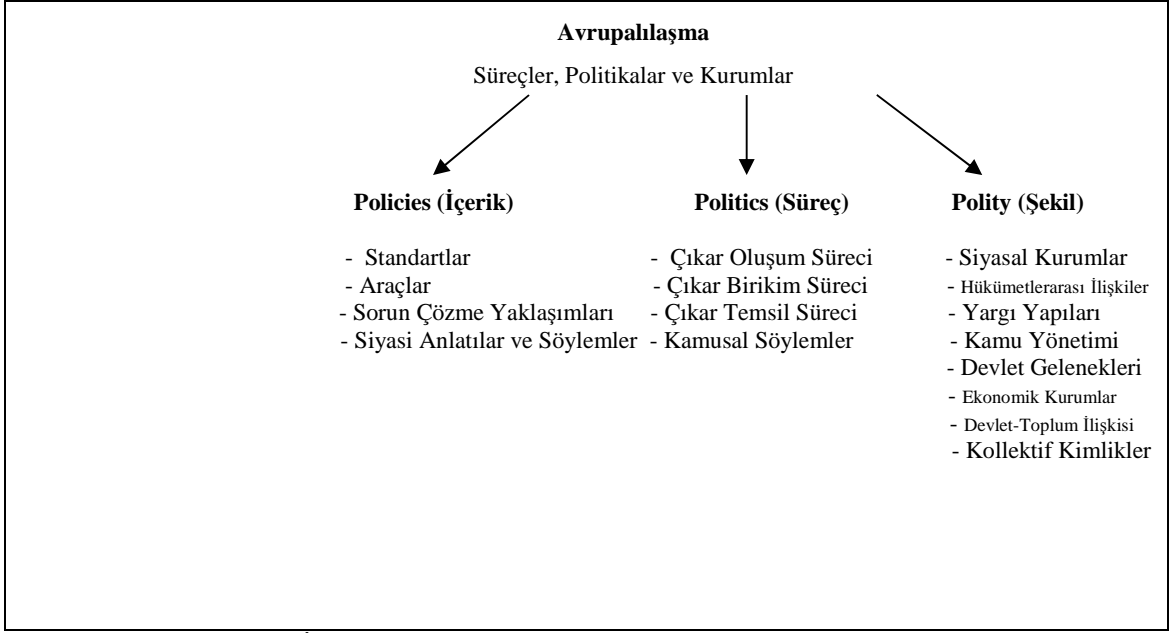 Avrupalılaşma
Süreçler, Politikalar ve Kurumlar
Policies (İçerik)
- Standartlar
- Araçlar
- Sorun Çözme Yaklaşımları
- Siyasi Anlatılar ve Söylemler
Politics (Süreç)
- Çıkar Oluşum Süreci
- Çıkar Birikim Süreci
- Çıkar Temsil Süreci
- Kamusal Söylemler
Polity (Şekil)
- Siyasal Kurumlar
- Hükümetlerarası İlişkiler
- Yargı Yapıları
- Kamu Yönetimi
- Devlet Gelenekleri
- Ekonomik Kurumlar
- Devlet-Toplum İlişkisi
- Kollektif Kimlikler